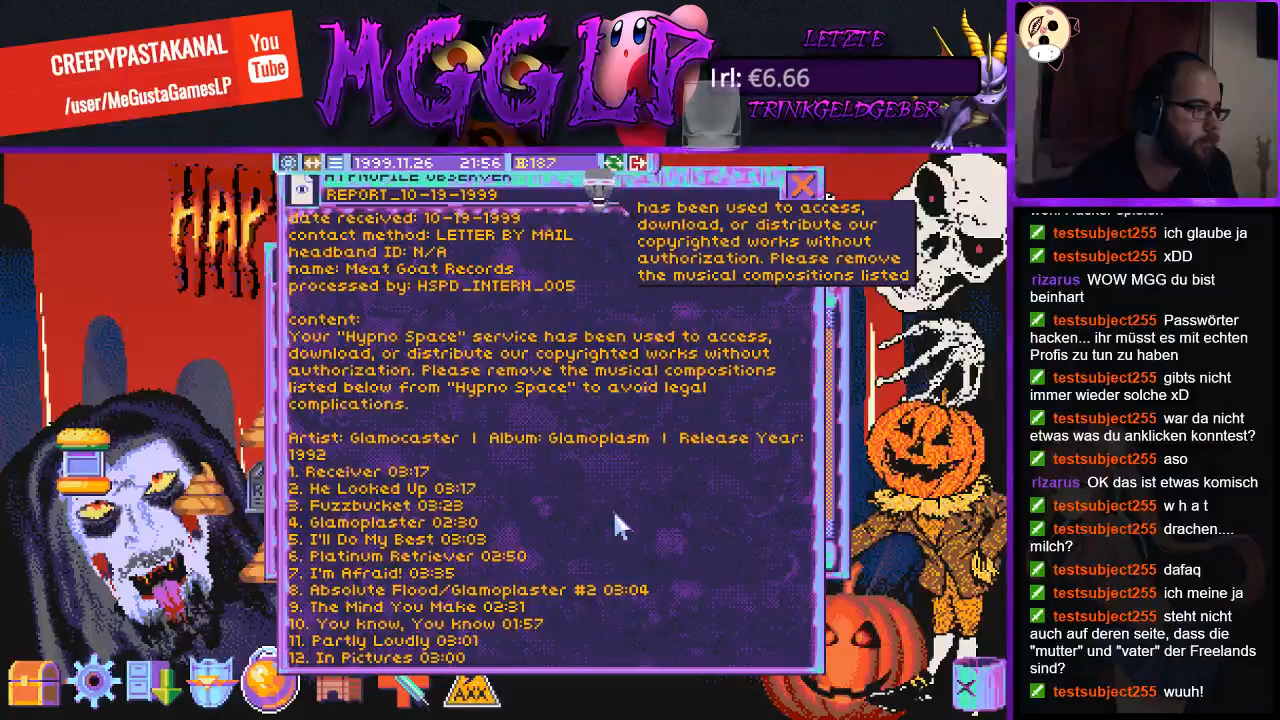 CREEPYPASTAKANAL
You
Tube
/user/MeGustaGamesLP
MGGLP
LETZTE
lrl: €6.66
TRINKGELDGEBER
1999.11.26 21:56 187
HYPNOFILE OBSERVER
REPORT_10-19-1999
date received: 10-19-1999
contact method: LETTER BY MAIL
headband ID: N/A
name: Meat Goat Records
processed by: HSPD_INTERN_005
content:
Your "Hypno Space" service has been used to access,
download, or distribute our copyrighted works without
authorization. Please remove the musical compositions
listed below from "Hypno Space" to avoid legal
complications.
Artist: Glamocaster | Album: Glamoplasm | Release Year:
1992
1. Receiver 03:17
2. He Looked Up 03:17
3. Fuzzbucket 03:23
4. Glamoplaster 02:30
5. I'll Do My Best 03:03
6. Platinum Retriever 02:50
7. I'm Afraid! 03:35
8. Absolute Flood/Glamoplaster #2 03:04
9. The Mind You Make 02:31
10. You know, You know 01:57
11. Partly Loudly 03:01
12. In Pictures 03:00
has been used to access,
download, or distribute our
copyrighted works without
authorization. Please remove
the musical compositions listed
HAP
AXX
testsubject255 ich glaube ja
testsubject255 xDD
rizarus WOW MGG du bist
beinhart
testsubject255 Passwörter
hacken... ihr müsst es mit echten
Profis zu tun zu haben
testsubject255 gibts nicht
immer wieder solche xD
testsubject255 war da nicht
etwas was du anklicken konntest?
testsubject255 aso
rizarus OK das ist etwas komisch
testsubject255 w h a t
testsubject255 drachen....
milch?
testsubject255 dafaq
testsubject255 ich meine ja
testsubject255 steht nicht
auch auf deren seite, dass die
"mutter" und "vater" der Freelands
sind?
testsubject255 wuuh!